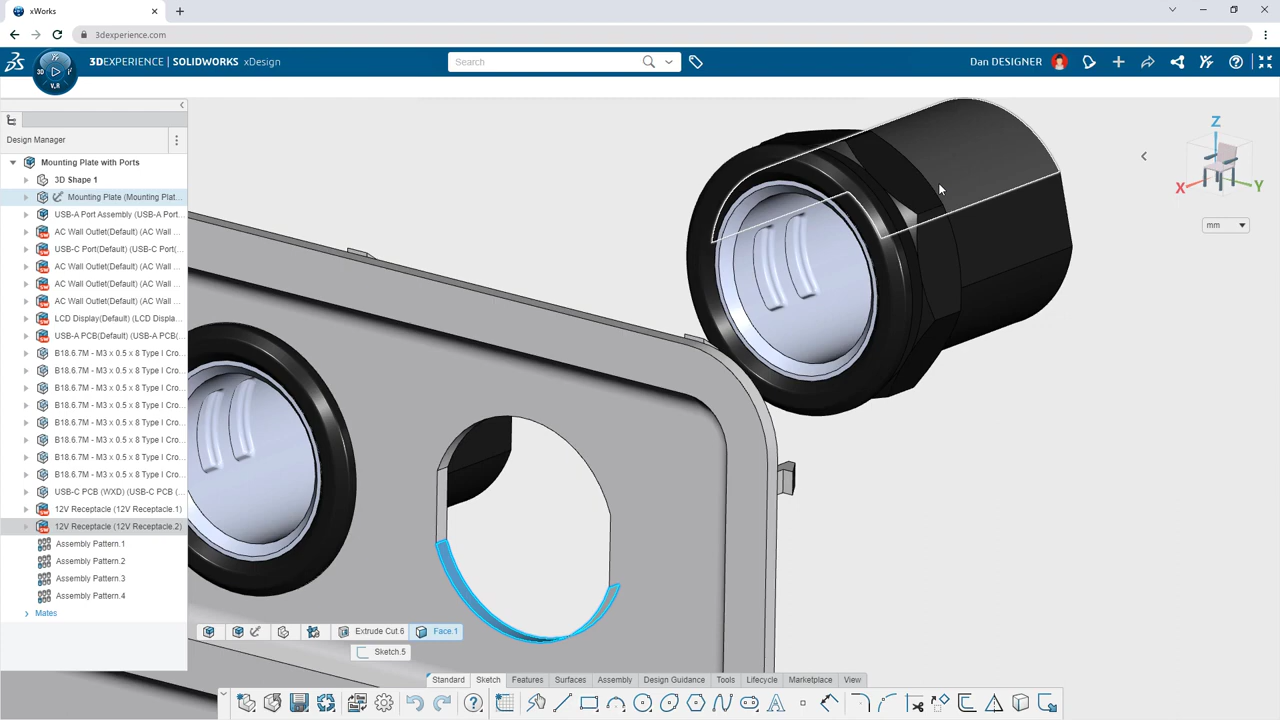 xWorks
3dexperience.com
3DEXPERIENCE | SOLIDWORKS xDesign
Search
Dan DESIGNER
3D
V.R
Design Manager
Mounting Plate with Ports
3D Shape 1
Mounting Plate (Mounting Plat...
USB-A Port Assembly (USB-A Port...
AC Wall Outlet(Default) (AC Wall ...
USB-C Port(Default) (USB-C Port(...
AC Wall Outlet(Default) (AC Wall ...
AC Wall Outlet(Default) (AC Wall ...
AC Wall Outlet(Default) (AC Wall ...
LCD Display(Default) (LCD Displa...
USB-A PCB(Default) (USB-A PCB(...
B18.6.7M - M3 x 0.5 x 8 Type I Cro...
B18.6.7M - M3 x 0.5 x 8 Type I Cro...
B18.6.7M - M3 x 0.5 x 8 Type I Cro...
B18.6.7M - M3 x 0.5 x 8 Type I Cro...
B18.6.7M - M3 x 0.5 x 8 Type I Cro...
B18.6.7M - M3 x 0.5 x 8 Type I Cro...
B18.6.7M - M3 x 0.5 x 8 Type I Cro...
B18.6.7M - M3 x 0.5 x 8 Type I Cro...
USB-C PCB (WXD) (USB-C PCB (...
12V Receptacle (12V Receptacle.1)
12V Receptacle (12V Receptacle.2)
Assembly Pattern.1
Assembly Pattern.2
Assembly Pattern.3
Assembly Pattern.4
Mates
Z
X
Y
mm
Extrude Cut.6
Face.1
Sketch.5
Standard
Sketch
Features
Surfaces
Assembly
Design Guidance
Tools
Lifecycle
Marketplace
View